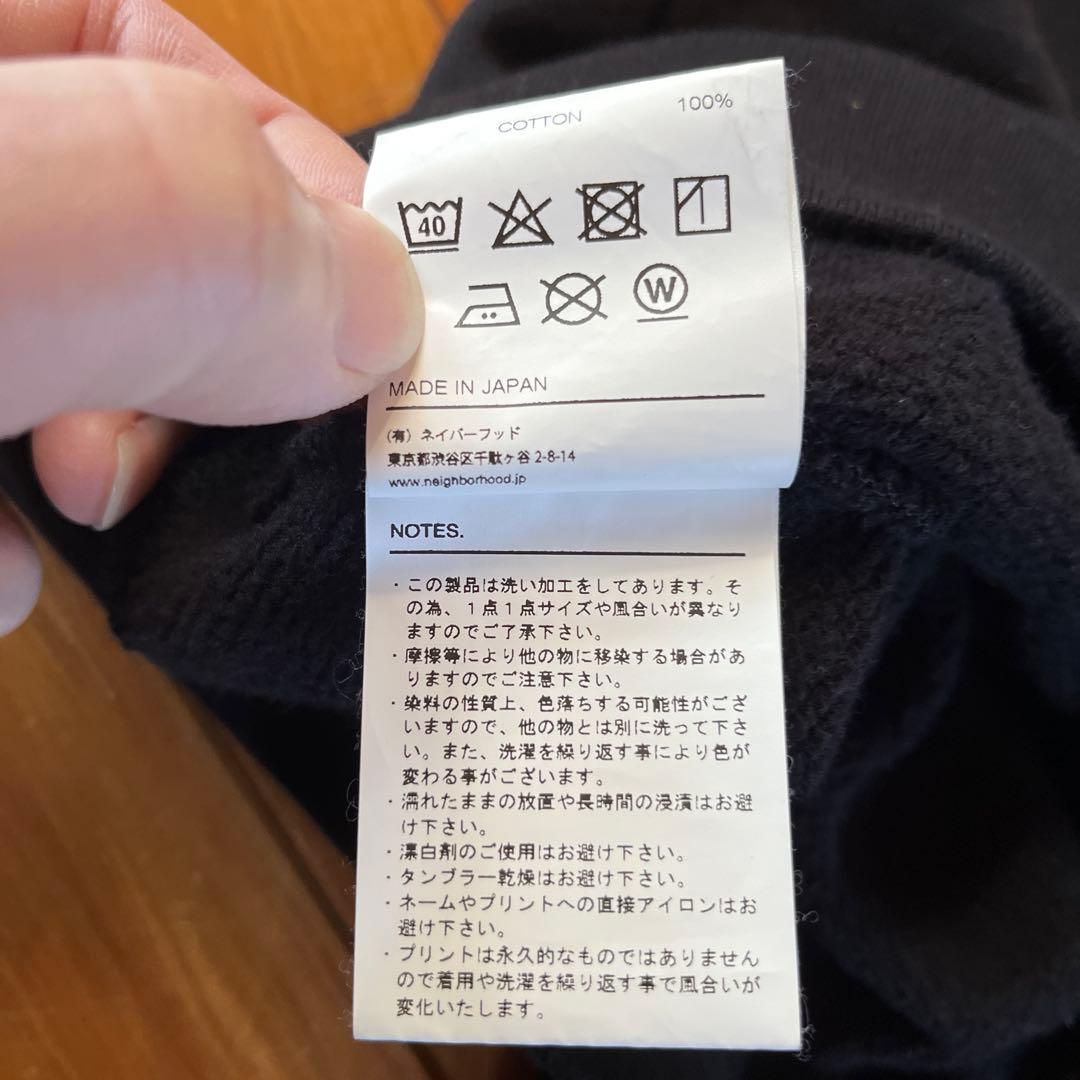 COTTON 100%
40
W
MADE IN JAPAN
(有) ネイバーフッド
東京都渋谷区千駄ヶ谷 2-8-14
www.neighborhood.jp
NOTES.
・この製品は洗い加工をしてあります。そ
の為、1点1点サイズや風合いが異なり
ますのでご了承下さい。
・摩擦等により他の物に移染する場合があ
りますのでご注意下さい。
・染料の性質上、色落ちする可能性がござ
いますので、他の物とは別に洗って下さ
い。また、洗濯を繰り返す事により色が
変わる事がございます。
・濡れたままの放置や長時間の浸漬はお避
け下さい。
・漂白剤のご使用はお避け下さい。
・タンブラー乾燥はお避け下さい。
・ネームやプリントへの直接アイロンはお
避け下さい。
・プリントは永久的なものではありません
ので着用や洗濯を繰り返す事で風合いが
変化いたします。